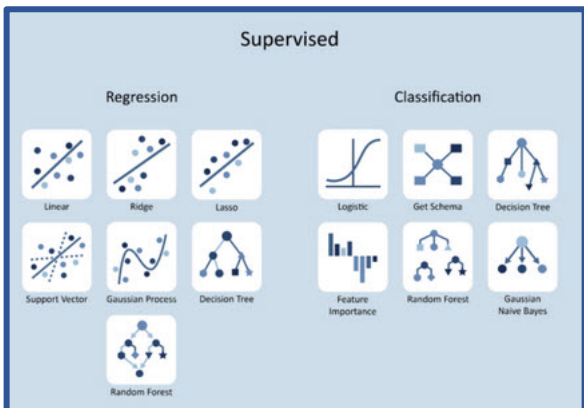 Supervised
Regression
Classification
Linear
Ridge
Lasso
Logistic
Get Schema
Decision Tree
Support Vector
Gaussian Process
Decision Tree
Feature
Importance
Random Forest
Gaussian
Naive Bayes
Random Forest